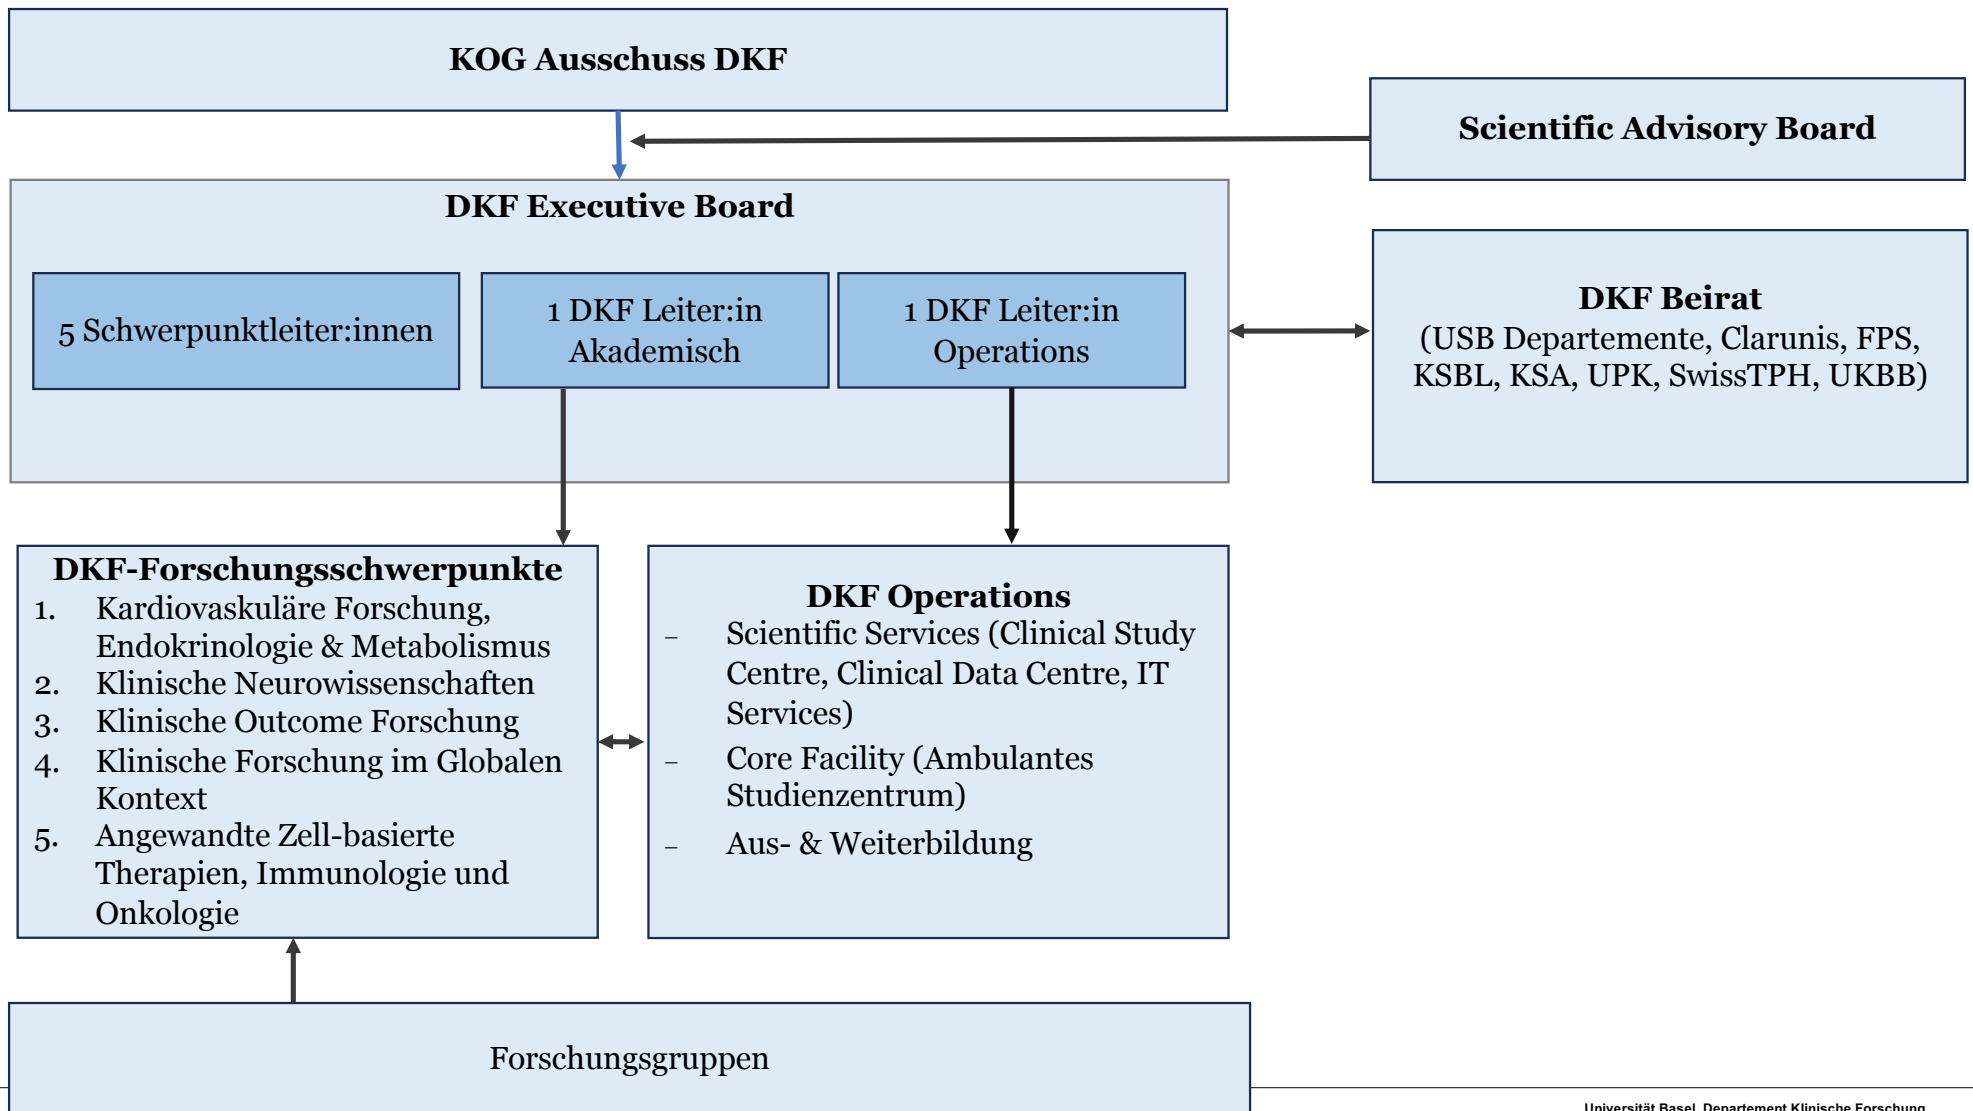 KOG Ausschuss DKF
Scientific Advisory Board
DKF Executive Board
5 Schwerpunktleiter:innen
1 DKF Leiter:in
Akademisch
1 DKF Leiter:in
Operations
DKF Beirat
(USB Departemente, Clarunis, FPS,
KSBL, KSA, UPK, SwissTPH, UKBB)
DKF-Forschungsschwerpunkte
1. Kardiovaskuläre Forschung,
Endokrinologie & Metabolismus
2. Klinische Neurowissenschaften
3. Klinische Outcome Forschung
4. Klinische Forschung im Globalen
Kontext
5. Angewandte Zell-basierte
Therapien, Immunologie und
Onkologie
DKF Operations
– Scientific Services (Clinical Study
Centre, Clinical Data Centre, IT
Services)
– Core Facility (Ambulantes
Studienzentrum)
– Aus- & Weiterbildung
Forschungsgruppen
Universität Basel, Departement Klinische Forschung